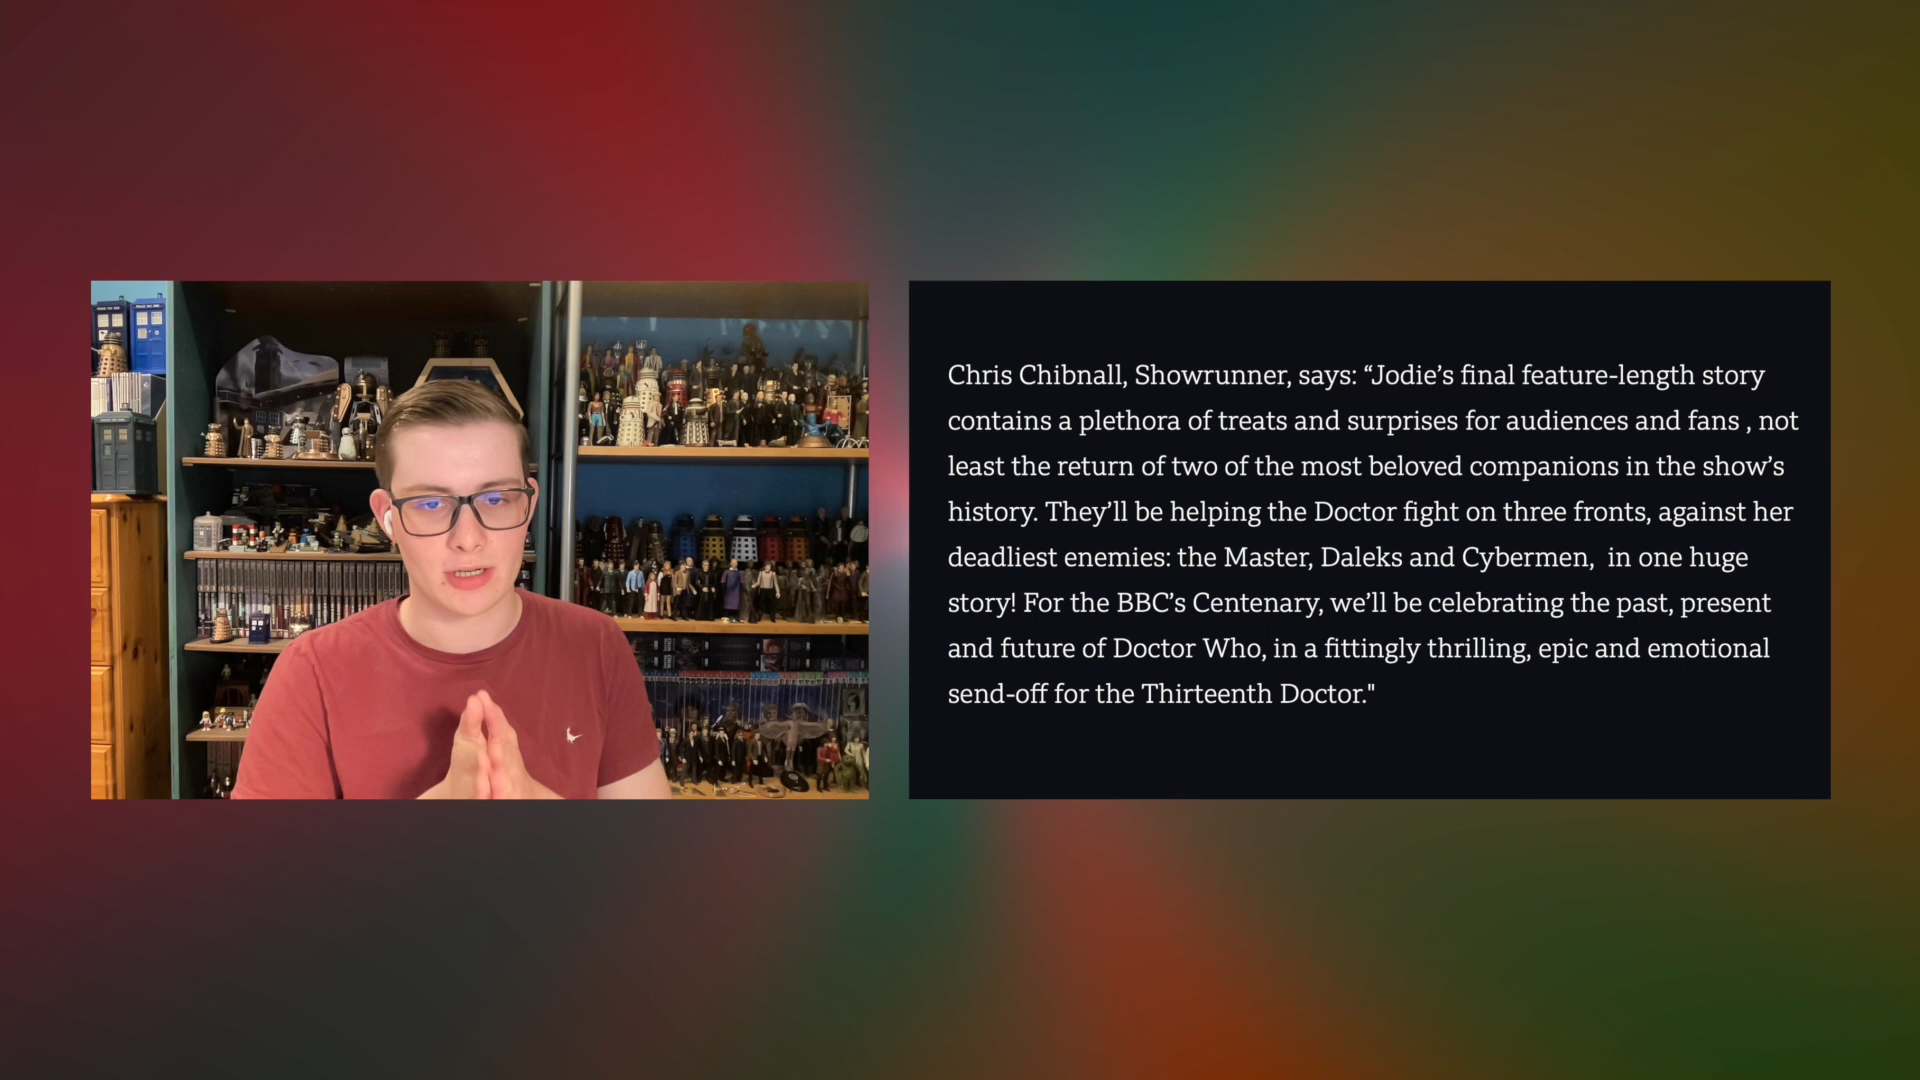 Chris Chibnall, Showrunner, says: “Jodie’s final feature-length story
contains a plethora of treats and surprises for audiences and fans , not
least the return of two of the most beloved companions in the show’s
history. They’ll be helping the Doctor fight on three fronts, against her
deadliest enemies: the Master, Daleks and Cybermen,  in one huge
story! For the BBC’s Centenary, we’ll be celebrating the past, present
and future of Doctor Who, in a fittingly thrilling, epic and emotional
send-off for the Thirteenth Doctor."